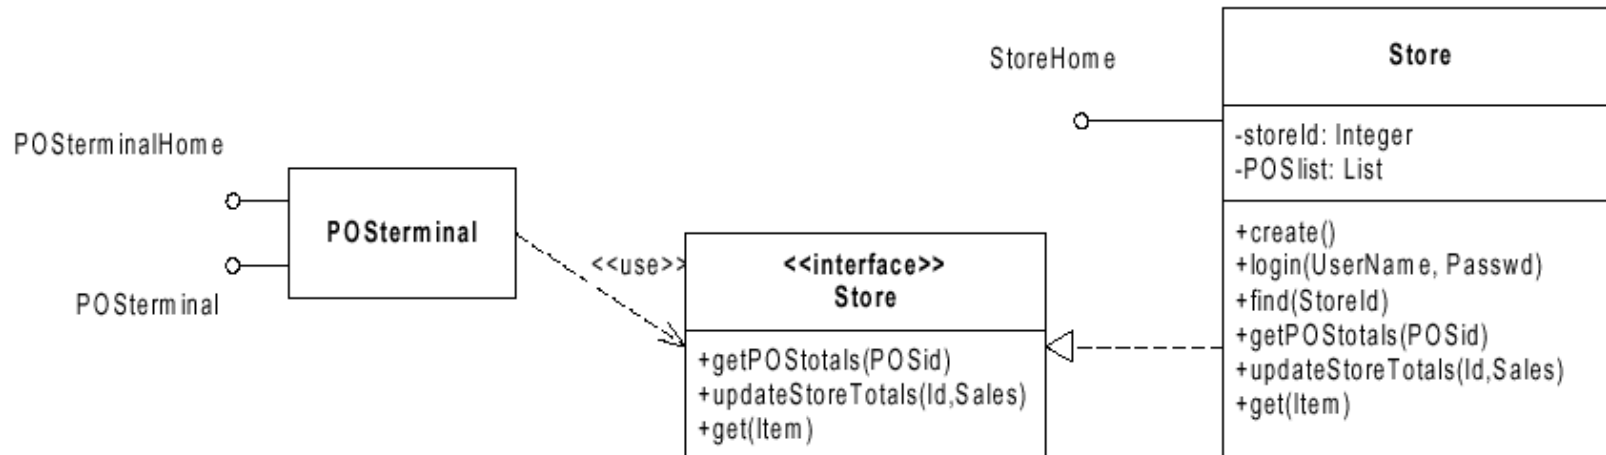 POSterminalHome
POSterminal
POSterminal
<<use>>
<<interface>>
Store
+getPOStotals(POSid)
+updateStoreTotals(Id,Sales)
+get(Item)
StoreHome
Store
-storeId: Integer
-POSlist: List
+create()
+login(UserName, Passwd)
+find(StoreId)
+getPOStotals(POSid)
+updateStoreTotals(Id,Sales)
+get(Item)